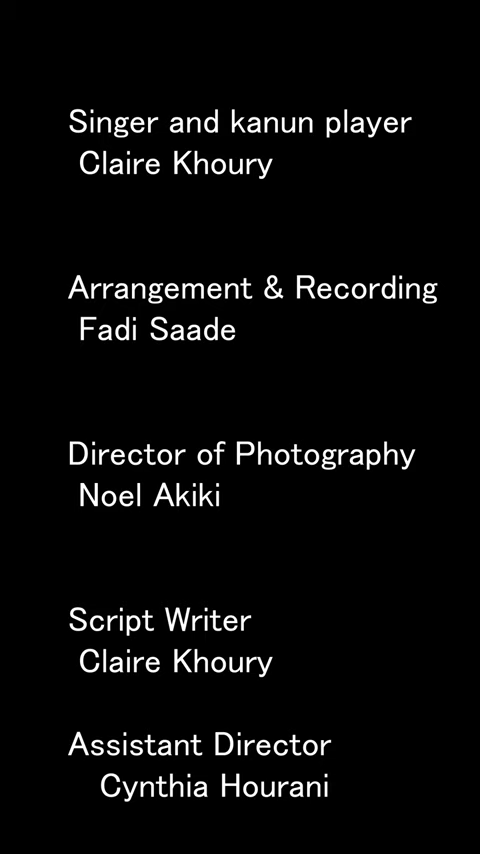 Singer and kanun player
Claire Khoury
Arrangement & Recording
Fadi Saade
Director of Photography
Noel Akiki
Script Writer
Claire Khoury
Assistant Director
Cynthia Hourani